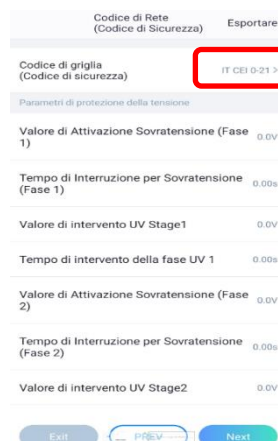 Codice di Rete
(Codice di Sicurezza)
Esportare
Codice di griglia
(Codice di sicurezza)
IT CEI 0-21 >
Parametri di protezione della tensione
Valore di Attivazione Sovratensione (Fase
1)
0.0V
Tempo di Interruzione per Sovratensione
(Fase 1)
0.00s
Valore di intervento UV Stage1
0.0V
Tempo di intervento della fase UV 1
0.00s
Valore di Attivazione Sovratensione (Fase
2)
0.0V
Tempo di Interruzione per Sovratensione
(Fase 2)
0.00s
Valore di intervento UV Stage2
0.0V
Exit
PREV
Next